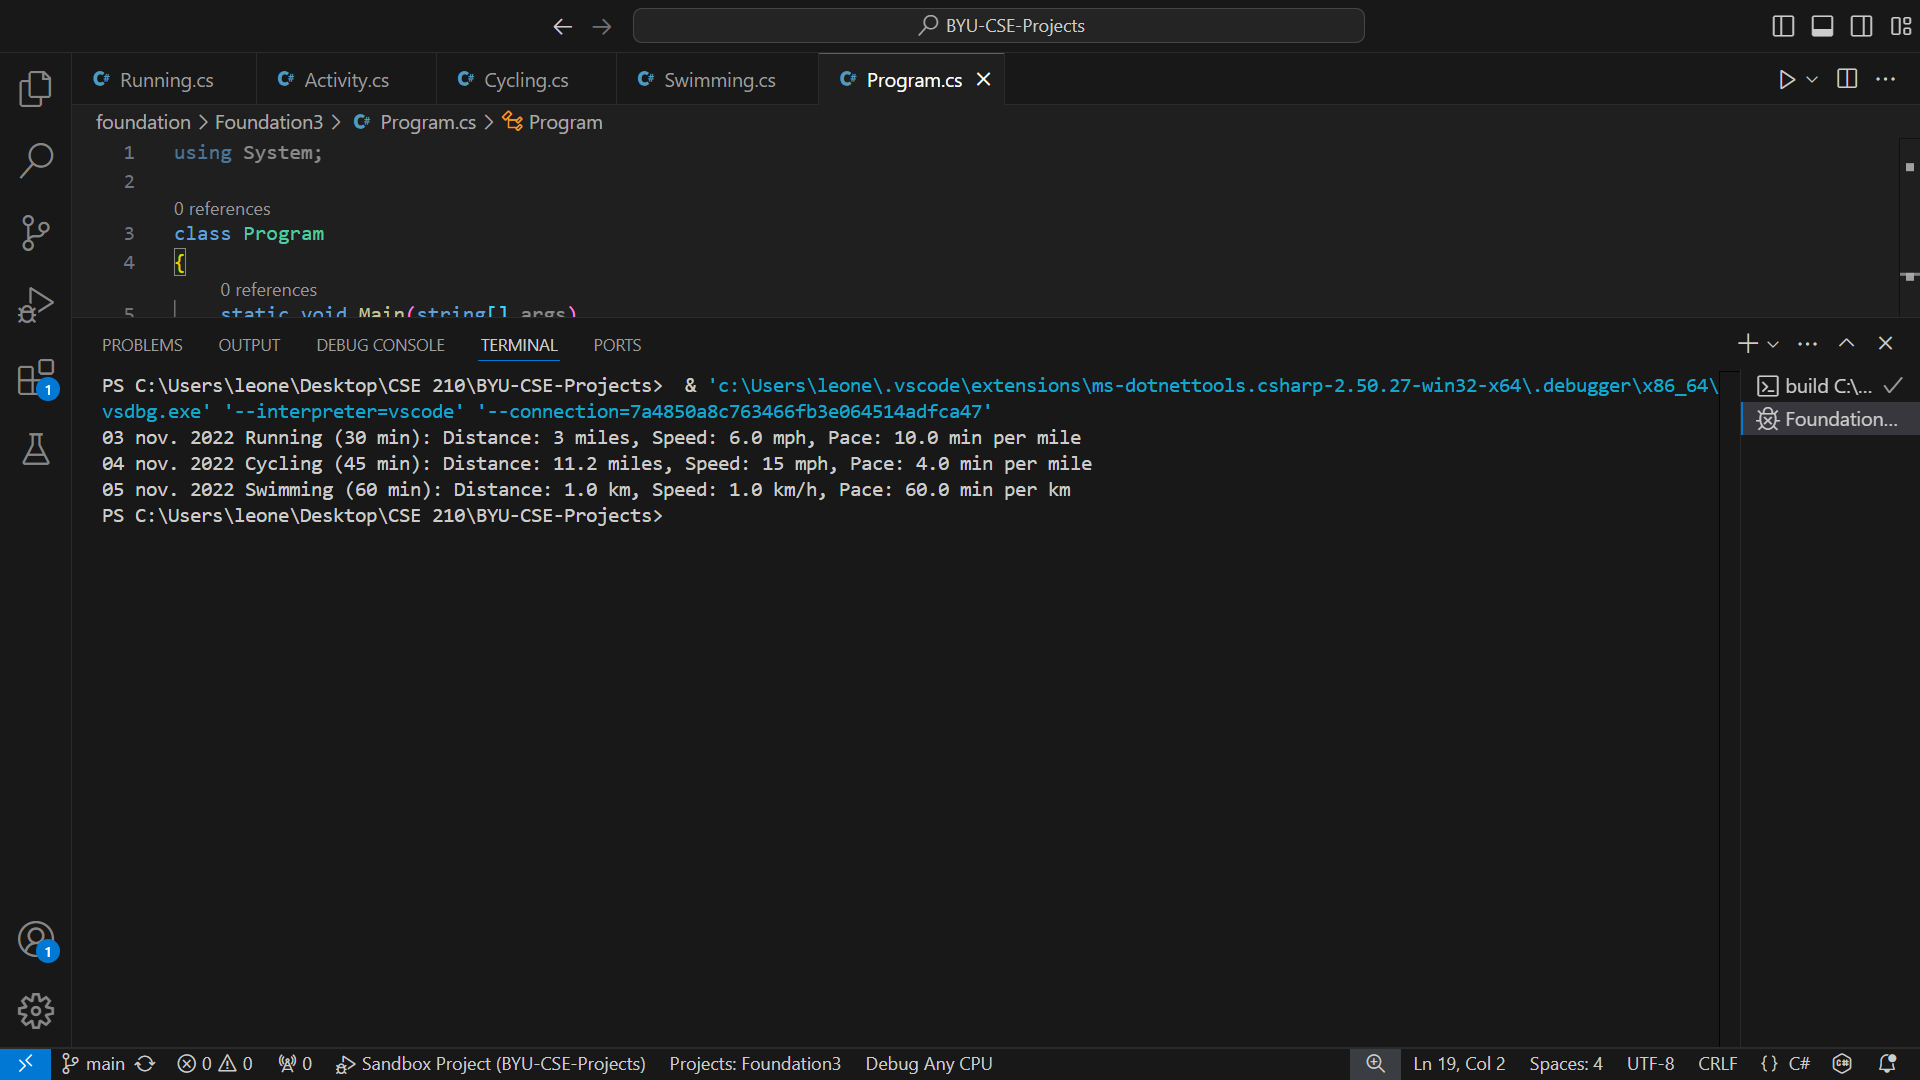 BYU-CSE-Projects
Running.cs
Activity.cs
Cycling.cs
Swimming.cs
Program.cs
foundation > Foundation3 > Program.cs > Program
1 using System;
2
0 references
3 class Program
4 {
0 references
5 static void Main(string[] args)
PROBLEMS OUTPUT DEBUG CONSOLE TERMINAL PORTS
PS C:\Users\leone\Desktop\CSE 210\BYU-CSE-Projects>  & 'c:\Users\leone\.vscode\extensions\ms-dotnettools.csharp-2.50.27-win32-x64\.debugger\x86_64\
vsdbg.exe' '--interpreter=vscode' '--connection=7a4850a8c763466fb3e064514adfca47'
03 nov. 2022 Running (30 min): Distance: 3 miles, Speed: 6.0 mph, Pace: 10.0 min per mile
04 nov. 2022 Cycling (45 min): Distance: 11.2 miles, Speed: 15 mph, Pace: 4.0 min per mile
05 nov. 2022 Swimming (60 min): Distance: 1.0 km, Speed: 1.0 km/h, Pace: 60.0 min per km
PS C:\Users\leone\Desktop\CSE 210\BYU-CSE-Projects>
build C:\...
Foundation...
1
1
main 0 0 0 Sandbox Project (BYU-CSE-Projects) Projects: Foundation3 Debug Any CPU Ln 19, Col 2 Spaces: 4 UTF-8 CRLF {} C#